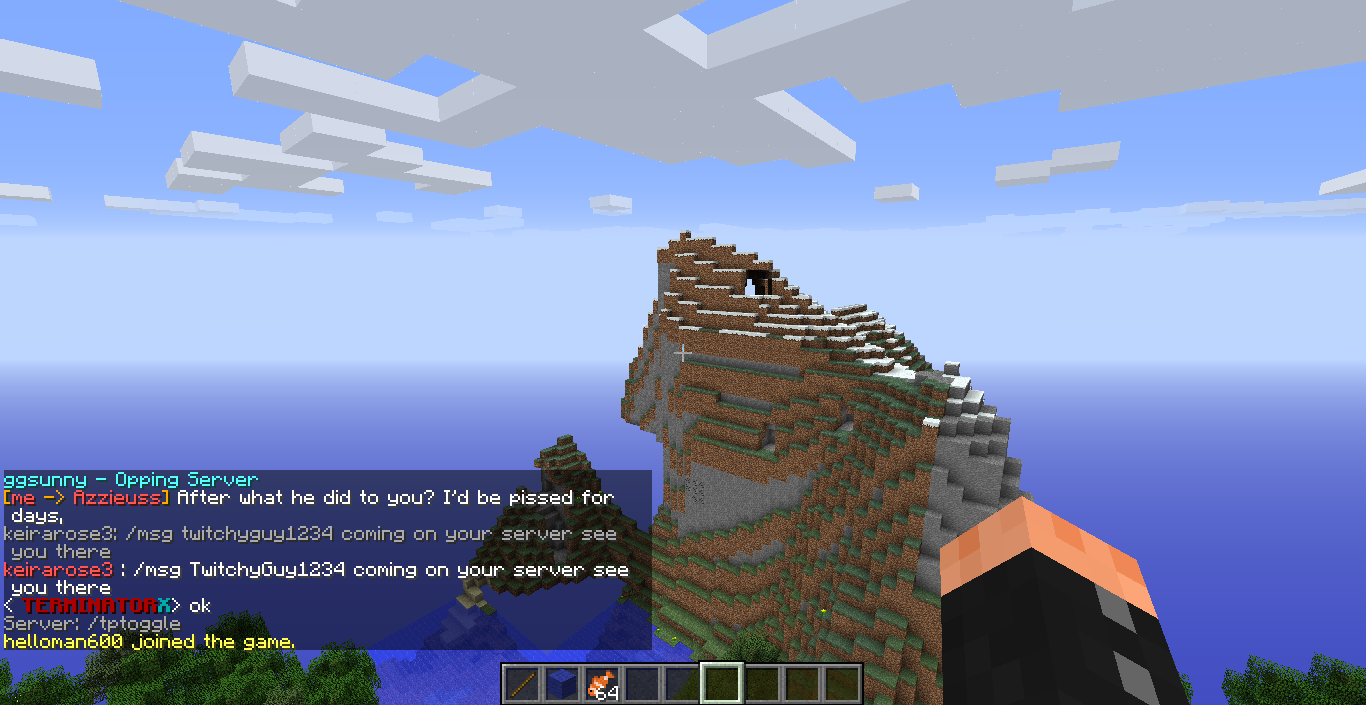 ggsunny - Opping Server
[me -> Azzieuss] After what he did to you? I'd be pissed for
days,
keirarose3: /msg twitchyguy1234 coming on your server see
you there
keirarose3 : /msg TwitchyGuy1234 coming on your server see
you there
< TERMINATORX> ok
Server: /tptoggle
helloman600 joined the game.
64